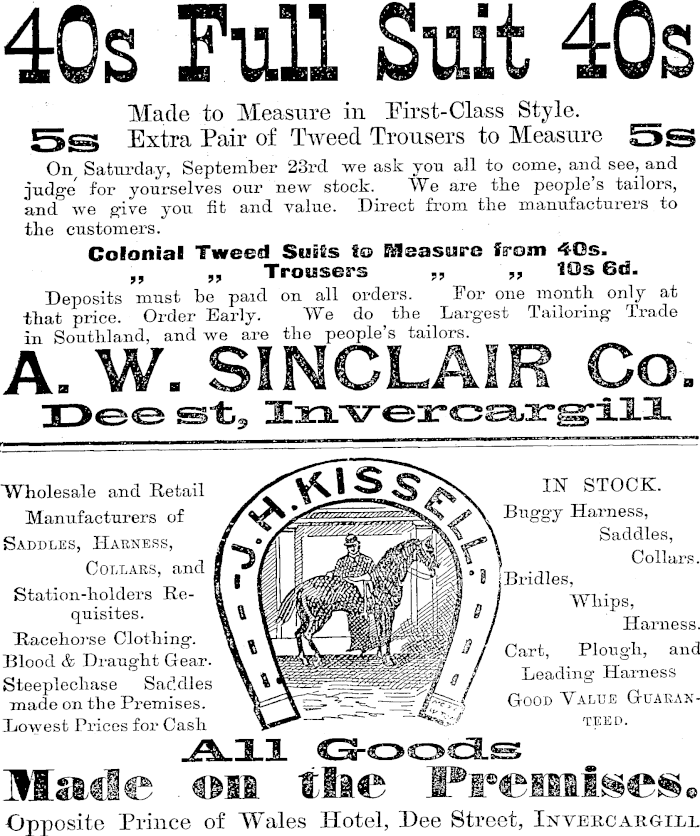 40s Full Suit 40s
Made to Measure in First-Class Style.
5s Extra Pair of Tweed Trousers to Measure 5s
On, Saturday, September 23rd we ask you all to come, and see, and
judge for yourselves our new stock. We are the people's tailors,
and we give you fit and value. Direct from the manufacturers to
the customers.
Colonial Tweed Suits to Measure from 40s.
,, ,, Trousers ,, ,, 10s 6d.
Deposits must be paid on all orders. For one month only at
that price. Order Early. We do the Largest Tailoring Trade
in Southland, and we are the people's tailors.
A. W. SINCLAIR Co.
Dee st, Invercargill
J. H. KISSELL.
Wholesale and Retail
Manufacturers of
SADDLES, HARNESS,
COLLARS, and
Station-holders Re-
quisites.
Racehorse Clothing.
Blood & Draught Gear.
Steeplechase Saddles
made on the Premises.
Lowest Prices for Cash
IN STOCK.
Buggy Harness,
Saddles,
Collars.
Bridles,
Whips,
Harness.
Cart, Plough, and
Leading Harness
GOOD VALUE GUARAN-
TEED.
All Goods
Made on the Premises.
Opposite Prince of Wales Hotel, Dee Street, INVERCARGILL